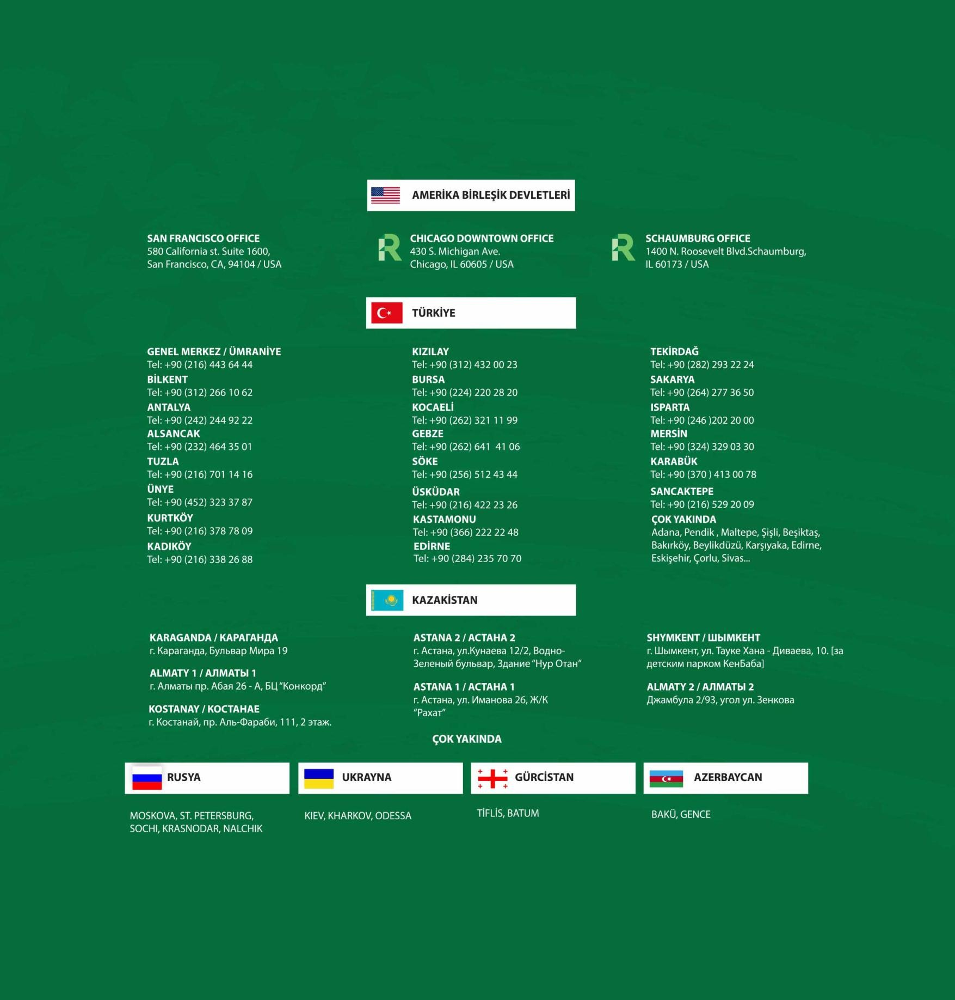 AMERİKA BİRLEŞİK DEVLETLERİ
SAN FRANCISCO OFFICE
580 California st. Suite 1600,
San Francisco, CA, 94104 / USA
CHICAGO DOWNTOWN OFFICE
430 S. Michigan Ave.
Chicago, IL 60605 / USA
SCHAUMBURG OFFICE
1400 N. Roosevelt Blvd.Schaumburg,
IL 60173 / USA
TÜRKİYE
GENEL MERKEZ / ÜMRANİYE
Tel: +90 (216) 443 64 44
BİLKENT
Tel: +90 (312) 266 10 62
ANTALYA
Tel: +90 (242) 244 92 22
ALSANCAK
Tel: +90 (232) 464 35 01
TUZLA
Tel: +90 (216) 701 14 16
ÜNYE
Tel: +90 (452) 323 37 87
KURTKÖY
Tel: +90 (216) 378 78 09
KADIKÖY
Tel: +90 (216) 338 26 88
KIZILAY
Tel: +90 (312) 432 00 23
BURSA
Tel: +90 (224) 220 28 20
KOCAELİ
Tel: +90 (262) 321 11 99
GEBZE
Tel: +90 (262) 641  41 06
SÖKE
Tel: +90 (256) 512 43 44
ÜSKÜDAR
Tel: +90 (216) 422 23 26
KASTAMONU
Tel: +90 (366) 222 22 48
EDİRNE
Tel: +90 (284) 235 70 70
TEKİRDAĞ
Tel: +90 (282) 293 22 24
SAKARYA
Tel: +90 (264) 277 36 50
ISPARTA
Tel: +90 (246 )202 20 00
MERSİN
Tel: +90 (324) 329 03 30
KARABÜK
Tel: +90 (370 ) 413 00 78
SANCAKTEPE
Tel: +90 (216) 529 20 09
ÇOK YAKINDA
Adana, Pendik , Maltepe, Şişli, Beşiktaş,
Bakırköy, Beylikdüzü, Karşıyaka, Edirne,
Eskişehir, Çorlu, Sivas...
KAZAKİSTAN
KARAGANDA / КАРАГАНДА
г. Караганда, Бульвар Мира 19
ALMATY 1 / АЛМАТЫ 1
г. Алматы пр. Абая 26 - А, БЦ “Конкорд”
KOSTANAY / КОСТАНАЕ
г. Костанай, пр. Аль-Фараби, 111, 2 этаж.
ASTANA 2 / АСТАНА 2
г. Астана, ул.Кунаева 12/2, Водно-
Зеленый бульвар, Здание “Нур Отан”
ASTANA 1 / АСТАНА 1
г. Астана, ул. Иманова 26, Ж/К
“Рахат”
SHYMKENT / ШЫМКЕНТ
г. Шымкент, ул. Тауке Хана - Диваева, 10. [за
детским парком КенБаба]
ALMATY 2 / АЛМАТЫ 2
Джамбула 2/93, угол ул. Зенкова
ÇOK YAKINDA
RUSYA
MOSKOVA, ST. PETERSBURG,
SOCHI, KRASNODAR, NALCHIK
UKRAYNA
KIEV, KHARKOV, ODESSA
GÜRCİSTAN
TİFLİS, BATUM
AZERBAYCAN
BAKÜ, GENCE